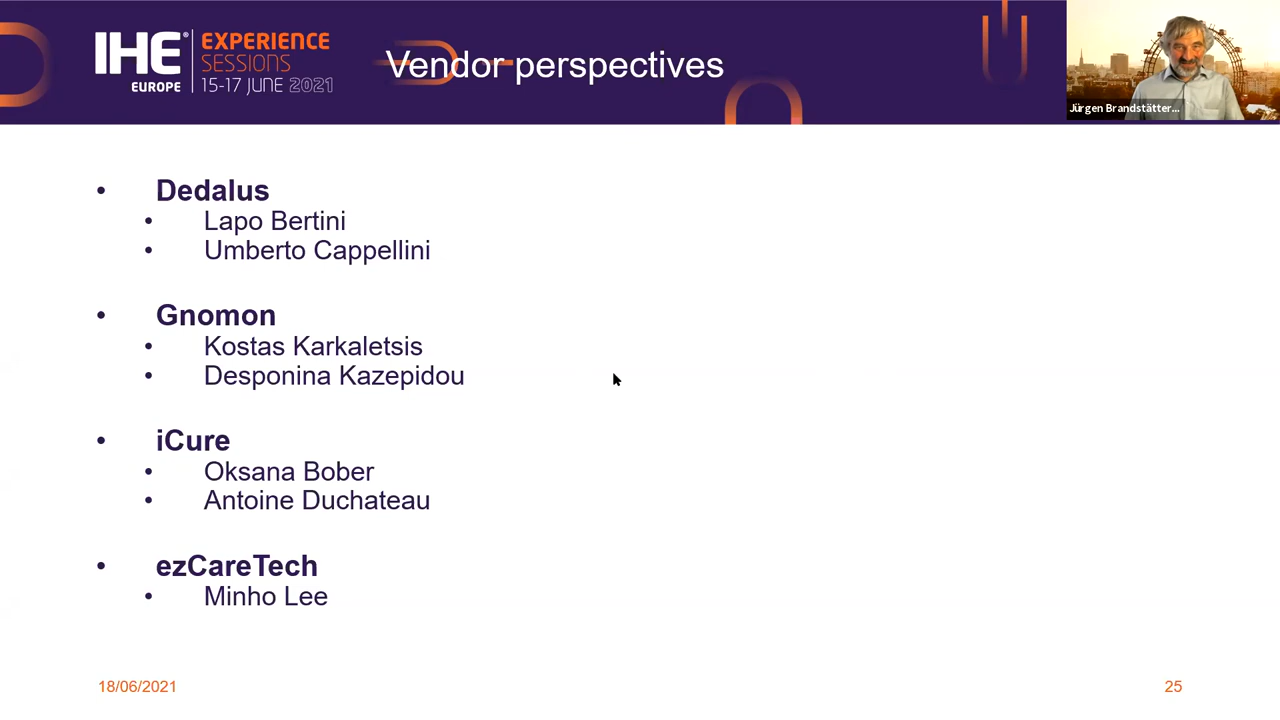 IHE®
EUROPE
EXPERIENCE
SESSIONS
15-17 JUNE 2021
Vendor perspectives
Jürgen Brandstätter...
• Dedalus
• Lapo Bertini
• Umberto Cappellini
• Gnomon
• Kostas Karkaletsis
• Desponina Kazepidou
• iCure
• Oksana Bober
• Antoine Duchateau
• ezCareTech
• Minho Lee
18/06/2021
25